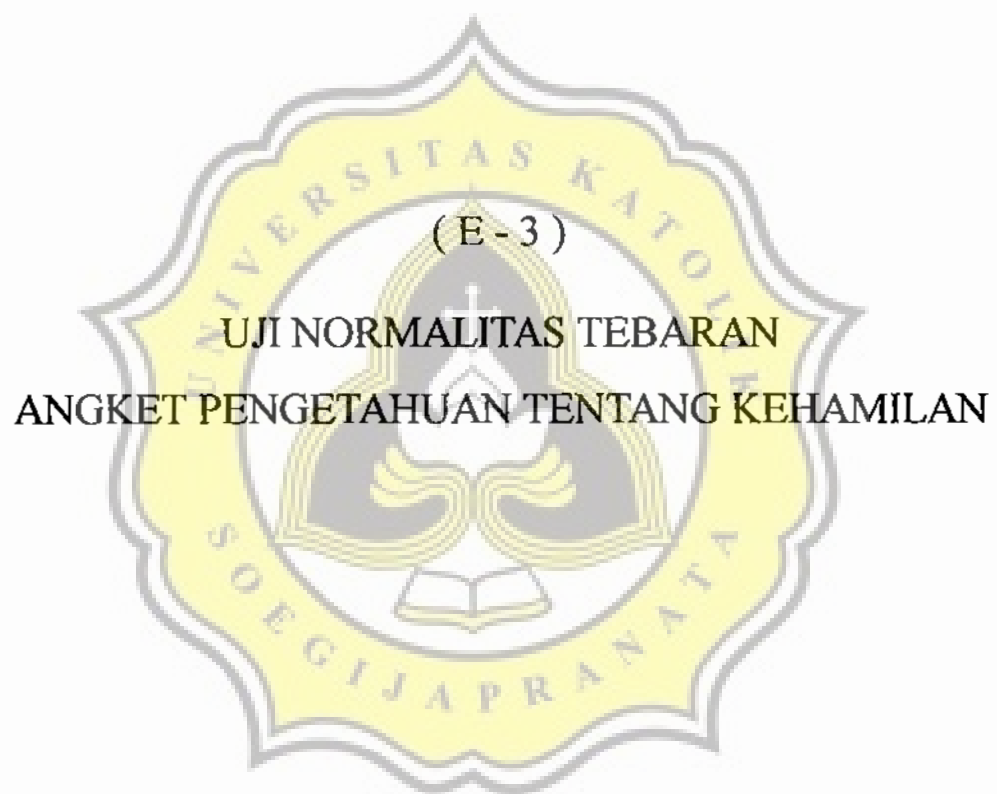 UNIVERSITAS KATOLIK
( E - 3 )
UJI NORMALITAS TEBARAN
ANGKET PENGETAHUAN TENTANG KEHAMILAN
SOEGIJAPRANATA